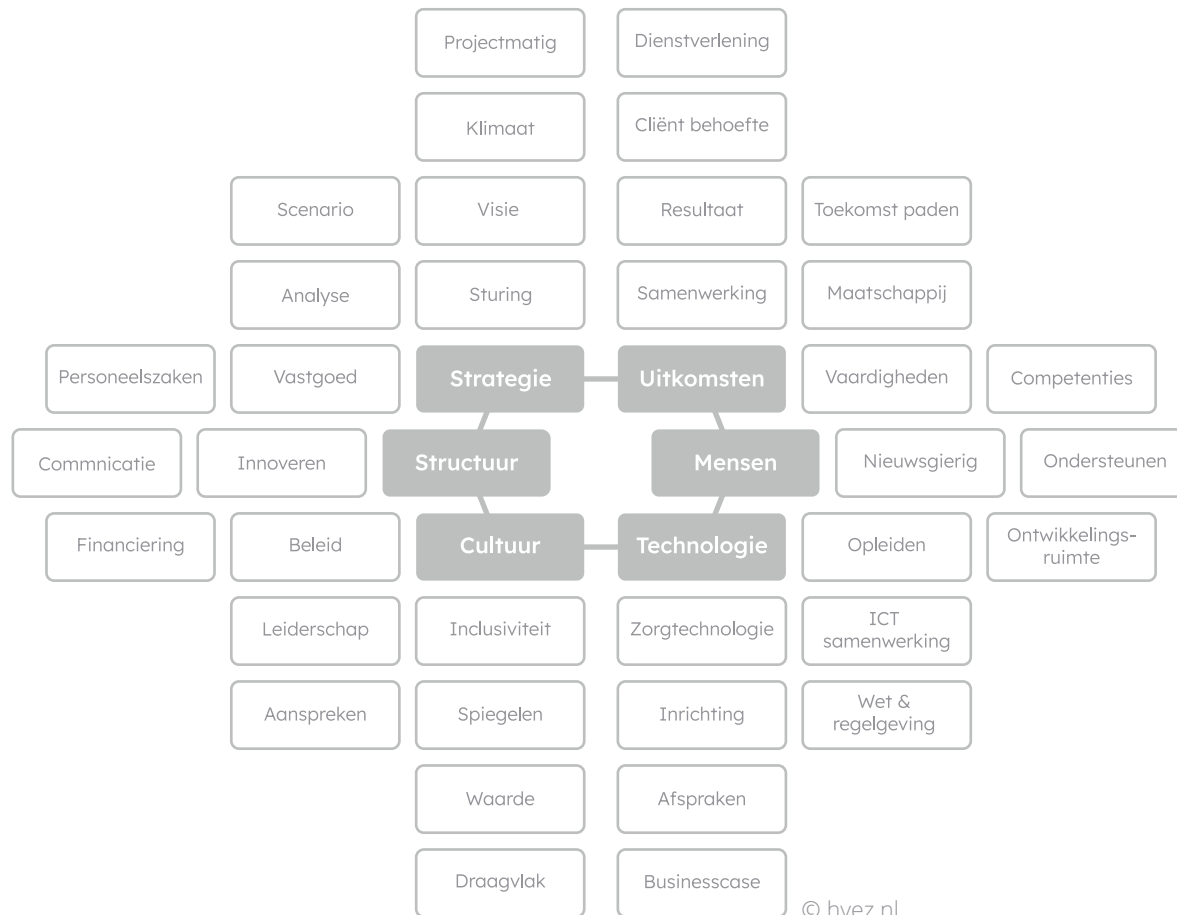 Projectmatig
Dienstverlening
Klimaat
Cliënt behoefte
Scenario
Visie
Resultaat
Toekomst paden
Analyse
Sturing
Samenwerking
Maatschappij
Personeelszaken
Vastgoed
Strategie
Uitkomsten
Vaardigheden
Competenties
Commnicatie
Innoveren
Structuur
Mensen
Nieuwsgierig
Ondersteunen
Financiering
Beleid
Cultuur
Technologie
Opleiden
Ontwikkelings-
ruimte
Leiderschap
Inclusiviteit
Zorgtechnologie
ICT
samenwerking
Aanspreken
Spiegelen
Inrichting
Wet &
regelgeving
Waarde
Afspraken
Draagvlak
Businesscase
© hvez.nl